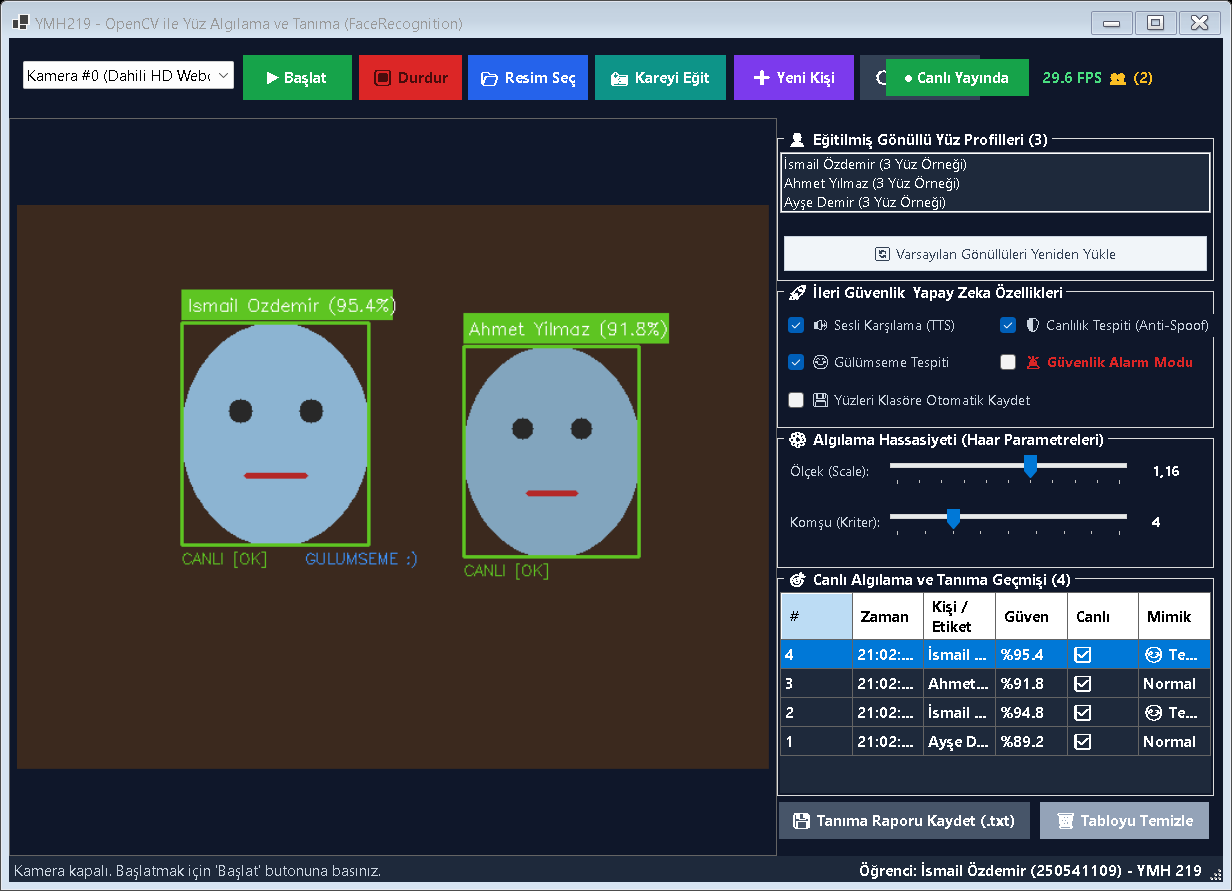 YMH219 - OpenCV ile Yüz Algılama ve Tanıma (FaceRecognition)
Kamera #0 (Dahili HD Webc
Başlat
Durdur
Resim Seç
Kareyi Eğit
Yeni Kişi
● Canlı Yayında
29.6 FPS
(2)
Eğitilmiş Gönüllü Yüz Profilleri (3)
İsmail Özdemir (3 Yüz Örneği)
Ahmet Yılmaz (3 Yüz Örneği)
Ayşe Demir (3 Yüz Örneği)
Varsayılan Gönüllüleri Yeniden Yükle
İleri Güvenlik Yapay Zeka Özellikleri
Sesli Karşılama (TTS)
Canlılık Tespiti (Anti-Spoof)
Gülümseme Tespiti
Güvenlik Alarm Modu
Yüzleri Klasöre Otomatik Kaydet
Algılama Hassasiyeti (Haar Parametreleri)
Ölçek (Scale):
1,16
Komşu (Kriter):
4
Ismail Ozdemir (95.4%)
Ahmet Yilmaz (91.8%)
CANLI [OK]
GULUMSEME :)
CANLI [OK]
Canlı Algılama ve Tanıma Geçmişi (4)
# Zaman Kişi / Etiket Güven Canlı Mimik
4 21:02:... İsmail ... %95.4 Te...
3 21:02:... Ahmet... %91.8 Normal
2 21:02:... İsmail ... %94.8 Te...
1 21:02:... Ayşe D... %89.2 Normal
Tanıma Raporu Kaydet (.txt)
Tabloyu Temizle
Kamera kapalı. Başlatmak için 'Başlat' butonuna basınız.
Öğrenci: İsmail Özdemir (250541109) - YMH 219